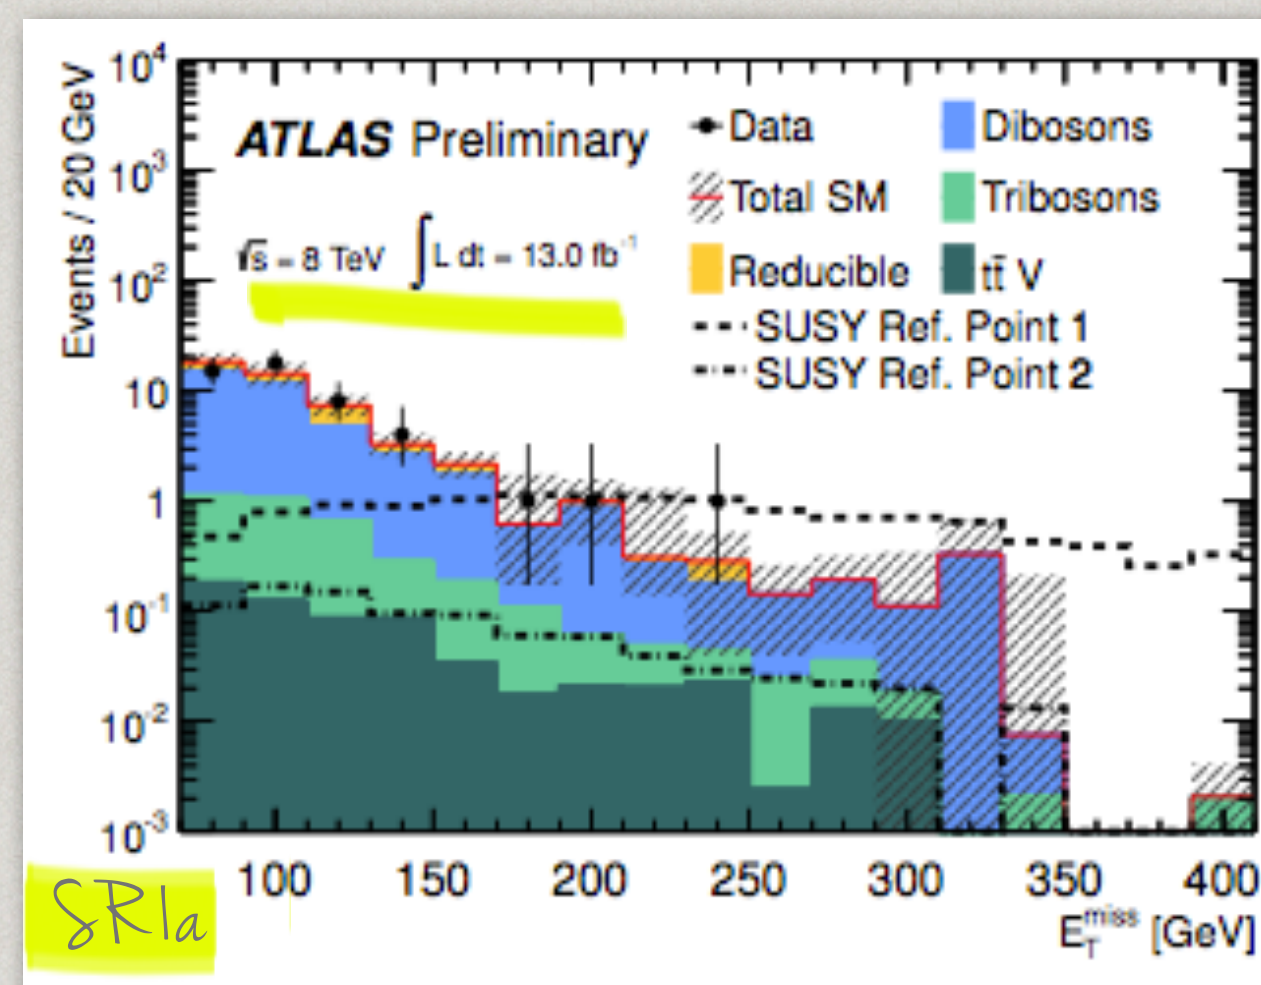 10⁴
10³
10²
10
1
10⁻¹
10⁻²
10⁻³
Events / 20 GeV
ATLAS Preliminary
√s = 8 TeV ∫L dt = 13.0 fb⁻¹
Data
Dibosons
Total SM
Tribosons
Reducible
tt̄ V
SUSY Ref. Point 1
SUSY Ref. Point 2
100 150 200 250 300 350 400
E_T^miss [GeV]
SR1a